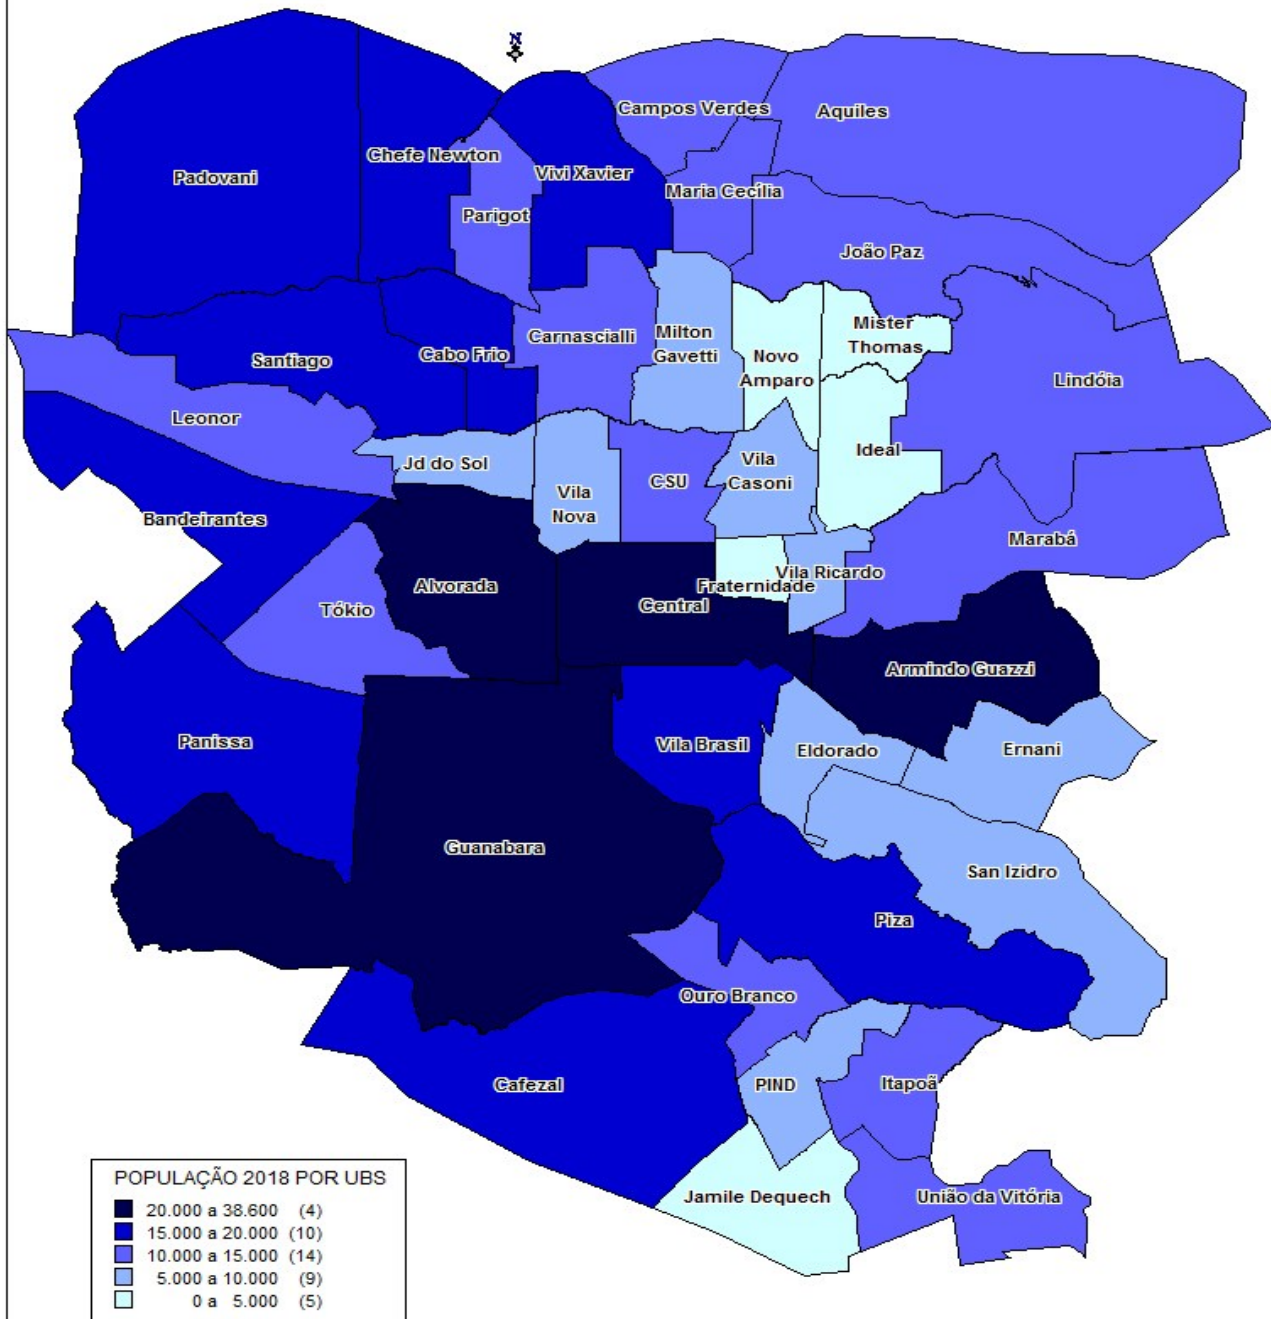 N
Campos Verdes
Aquiles
Chefe Newton
Padovani
Vivi Xavier
Maria Cecília
Parigot
João Paz
Mister
Thomas
Carnascialli
Milton
Gavetti
Santiago
Cabo Frio
Novo
Amparo
Lindóia
Leonor
Ideal
Jd do Sol
Vila
Casoni
CSU
Vila
Nova
Bandeirantes
Marabá
Vila Ricardo
Alvorada
Fraternidade
Tókio
Central
Armindo Guazzi
Panissa
Vila Brasil
Eldorado
Ernani
Guanabara
San Izidro
Piza
Ouro Branco
Cafezal
PIND
Itapoã
Jamile Dequech
União da Vitória
POPULAÇÃO 2018 POR UBS
20.000 a 38.600 (4)
15.000 a 20.000 (10)
10.000 a 15.000 (14)
5.000 a 10.000 (9)
0 a 5.000 (5)